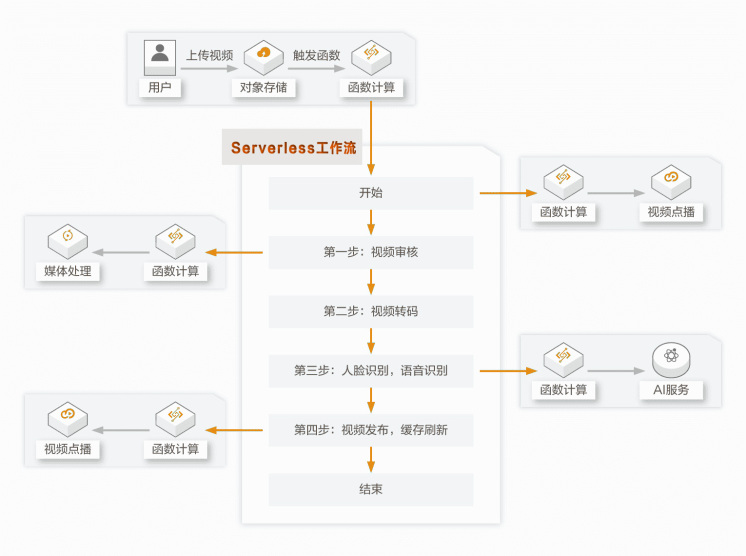 上传视频
触发函数
用户
对象存储
函数计算
Serverless工作流
开始
函数计算
视频点播
第一步：视频审核
媒体处理
函数计算
第二步：视频转码
第三步：人脸识别，语音识别
函数计算
AI服务
第四步：视频发布，缓存刷新
视频点播
函数计算
结束